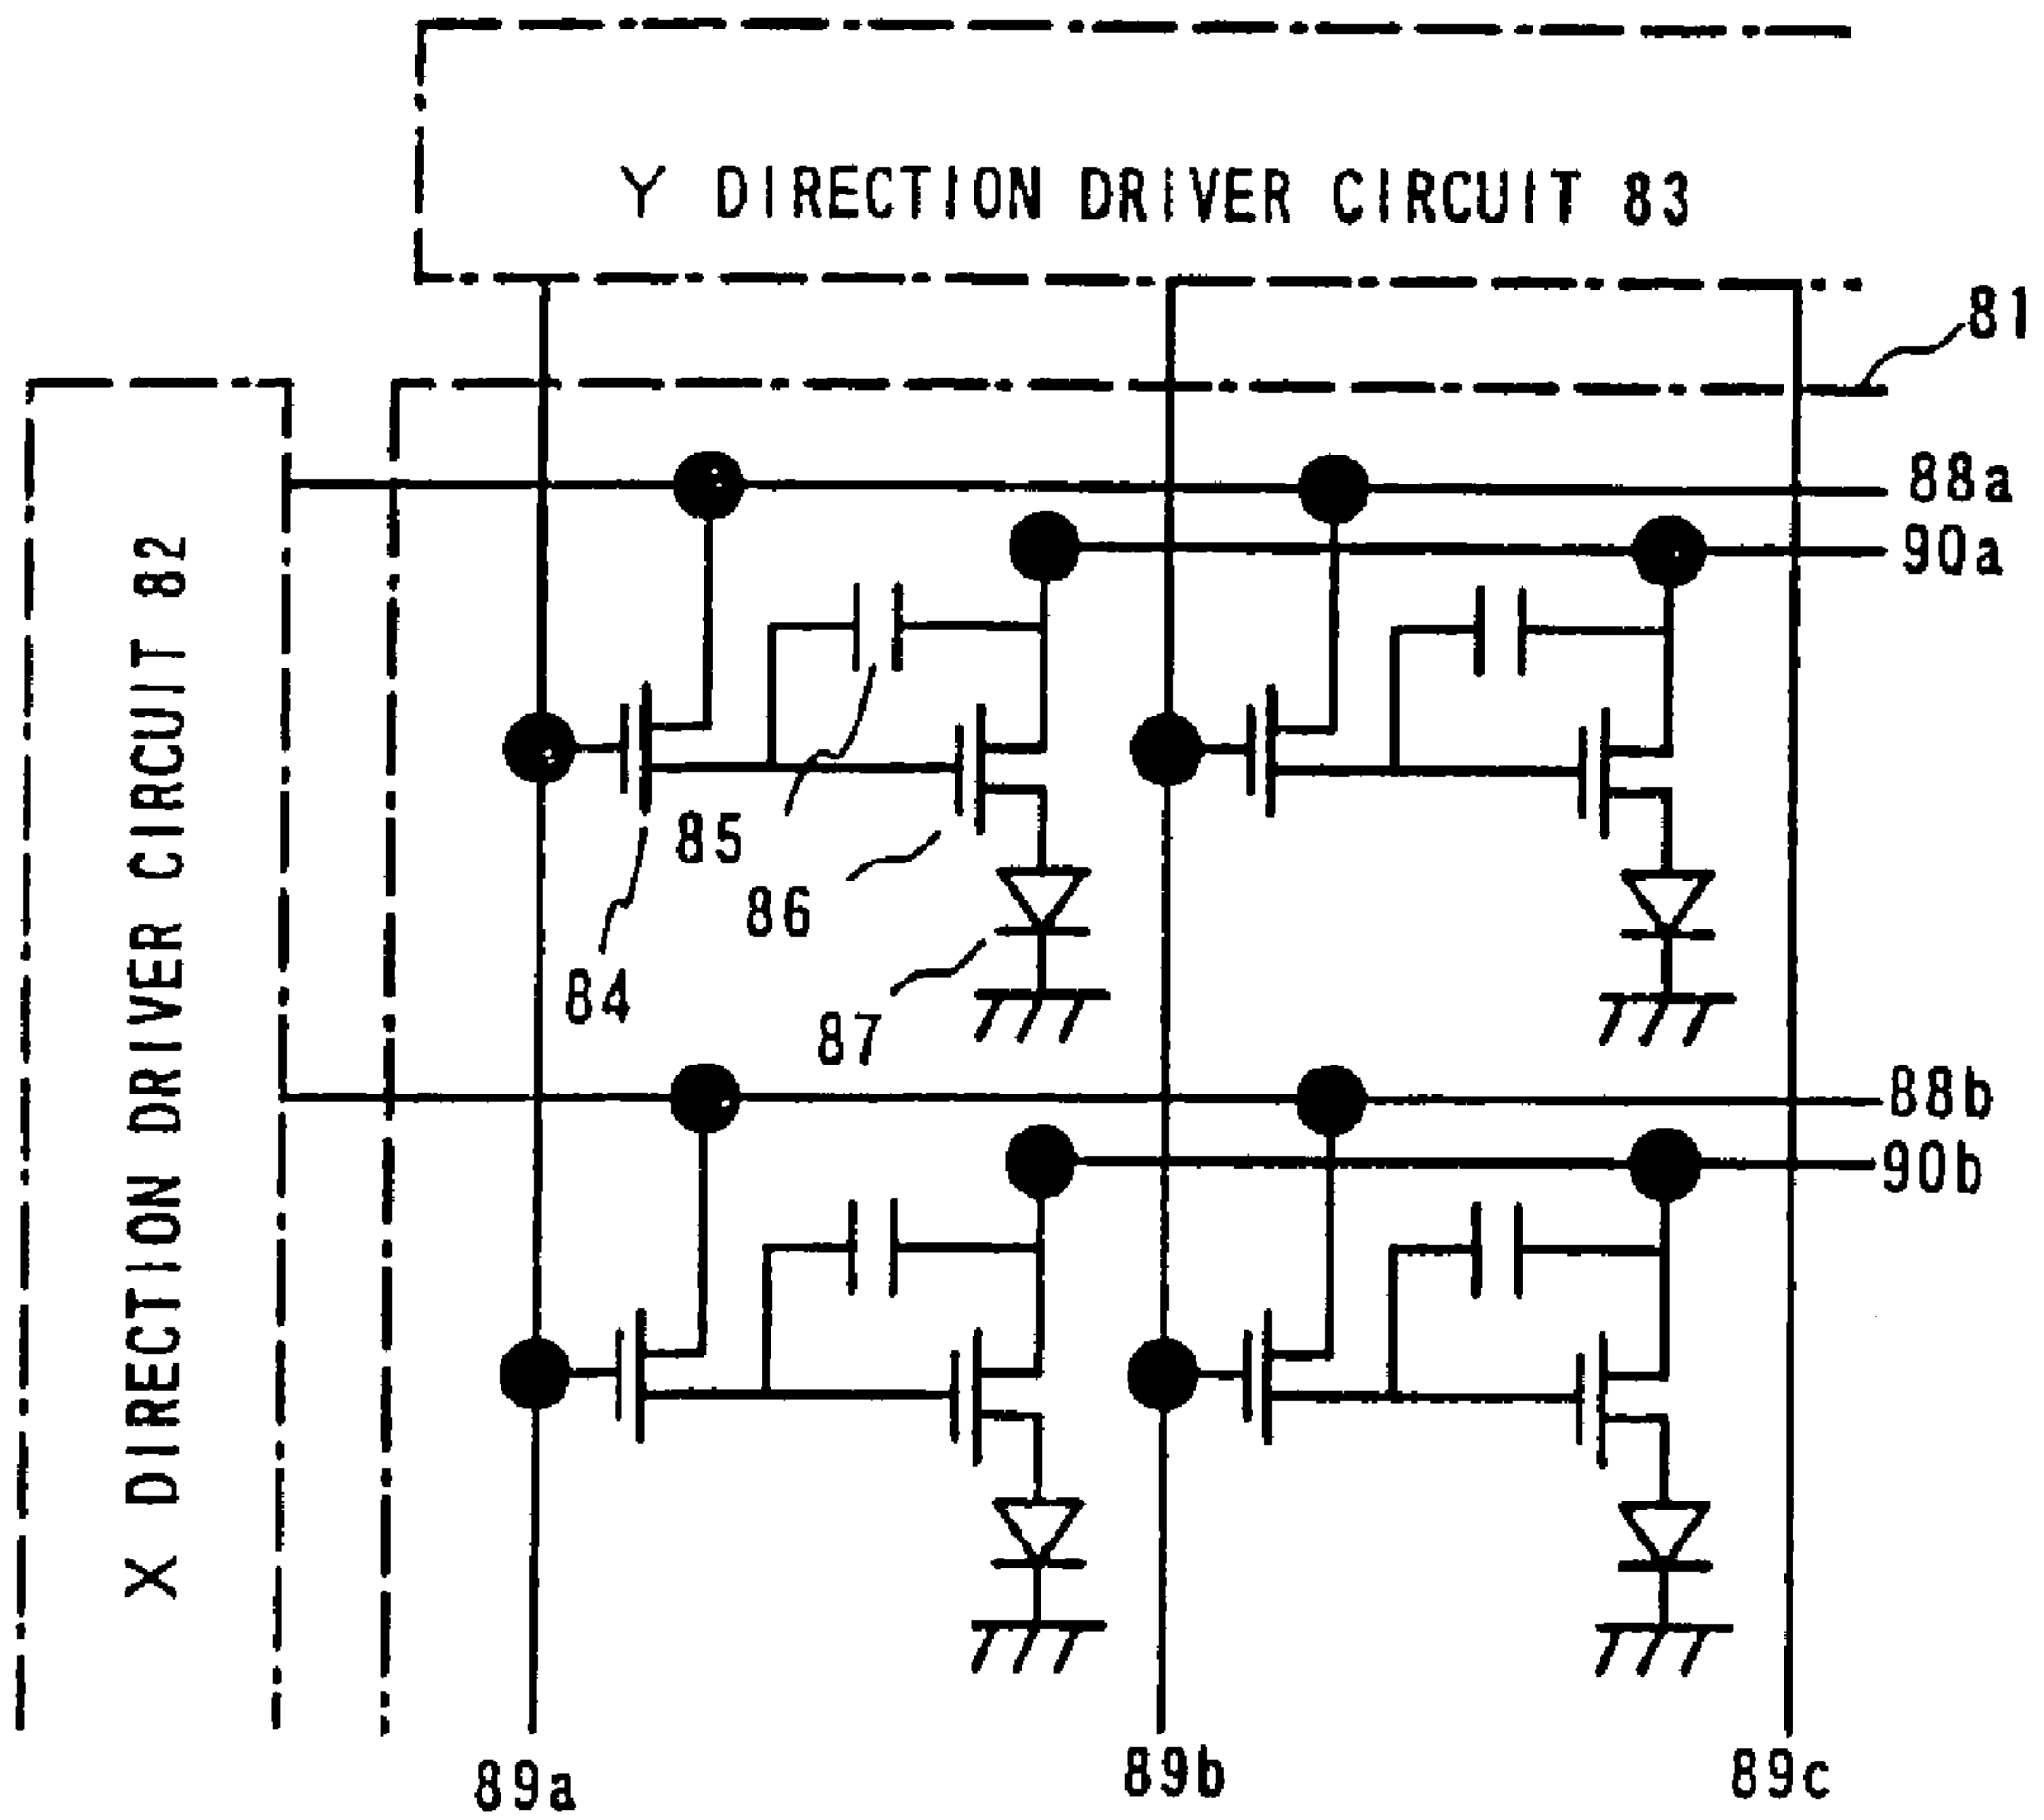 Y DIRECTION DRIVER CIRCUIT 83
81
88a
90a
X DIRECTION DRIVER CIRCUIT 82
85
86
84
87
88b
90b
89a
89b
89c